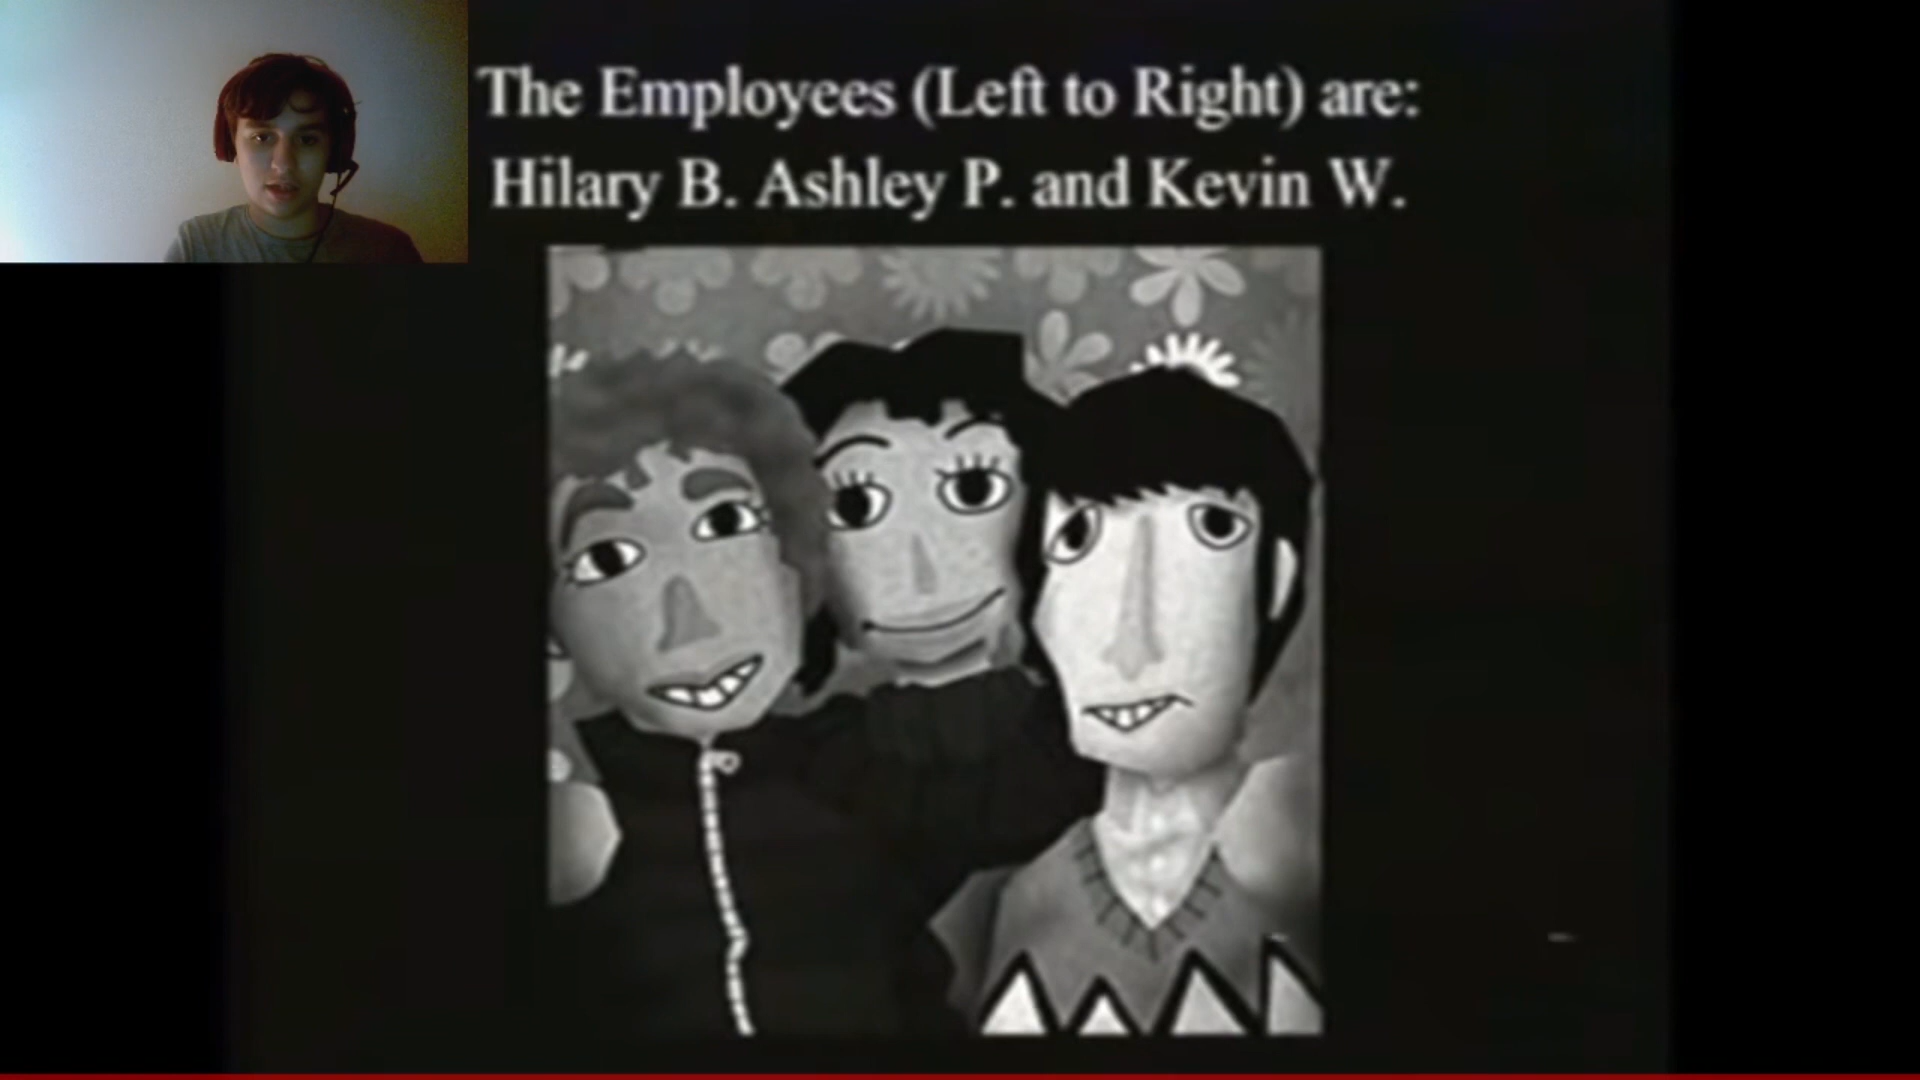 The Employees (Left to Right) are:
Hilary B. Ashley P. and Kevin W.